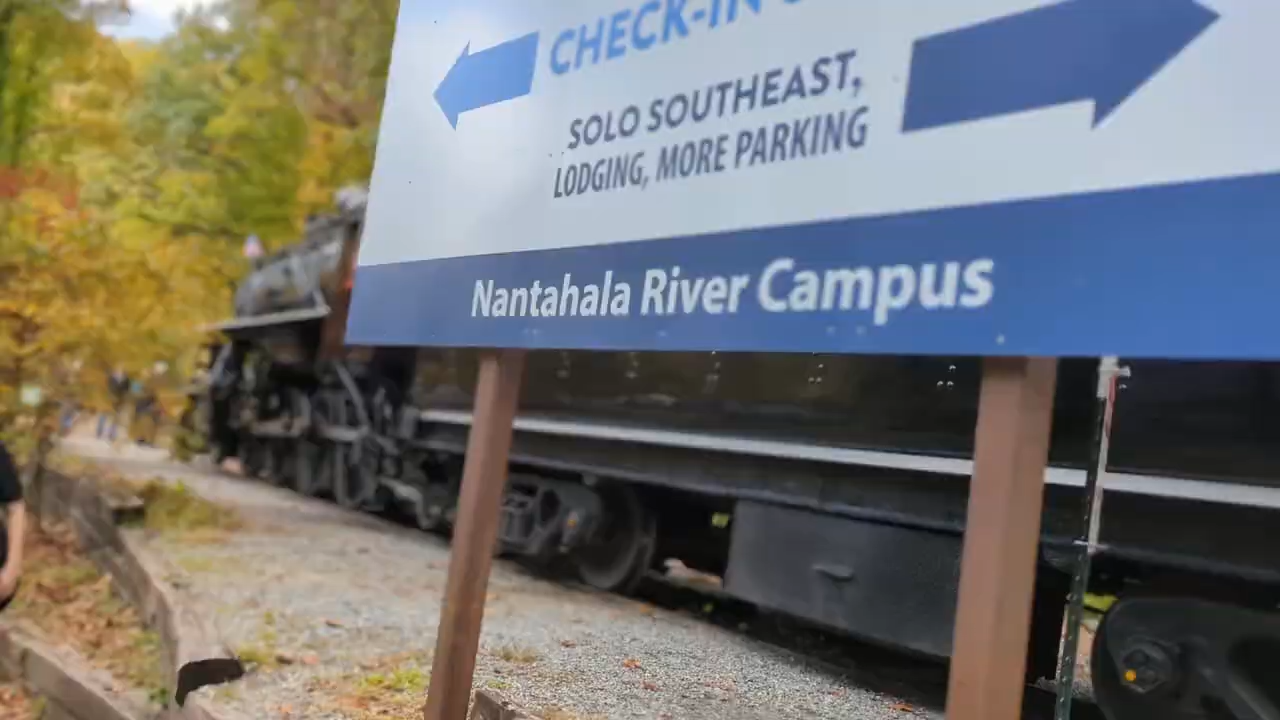 CHECK-IN
SOLO SOUTHEAST,
LODGING, MORE PARKING
Nantahala River Campus